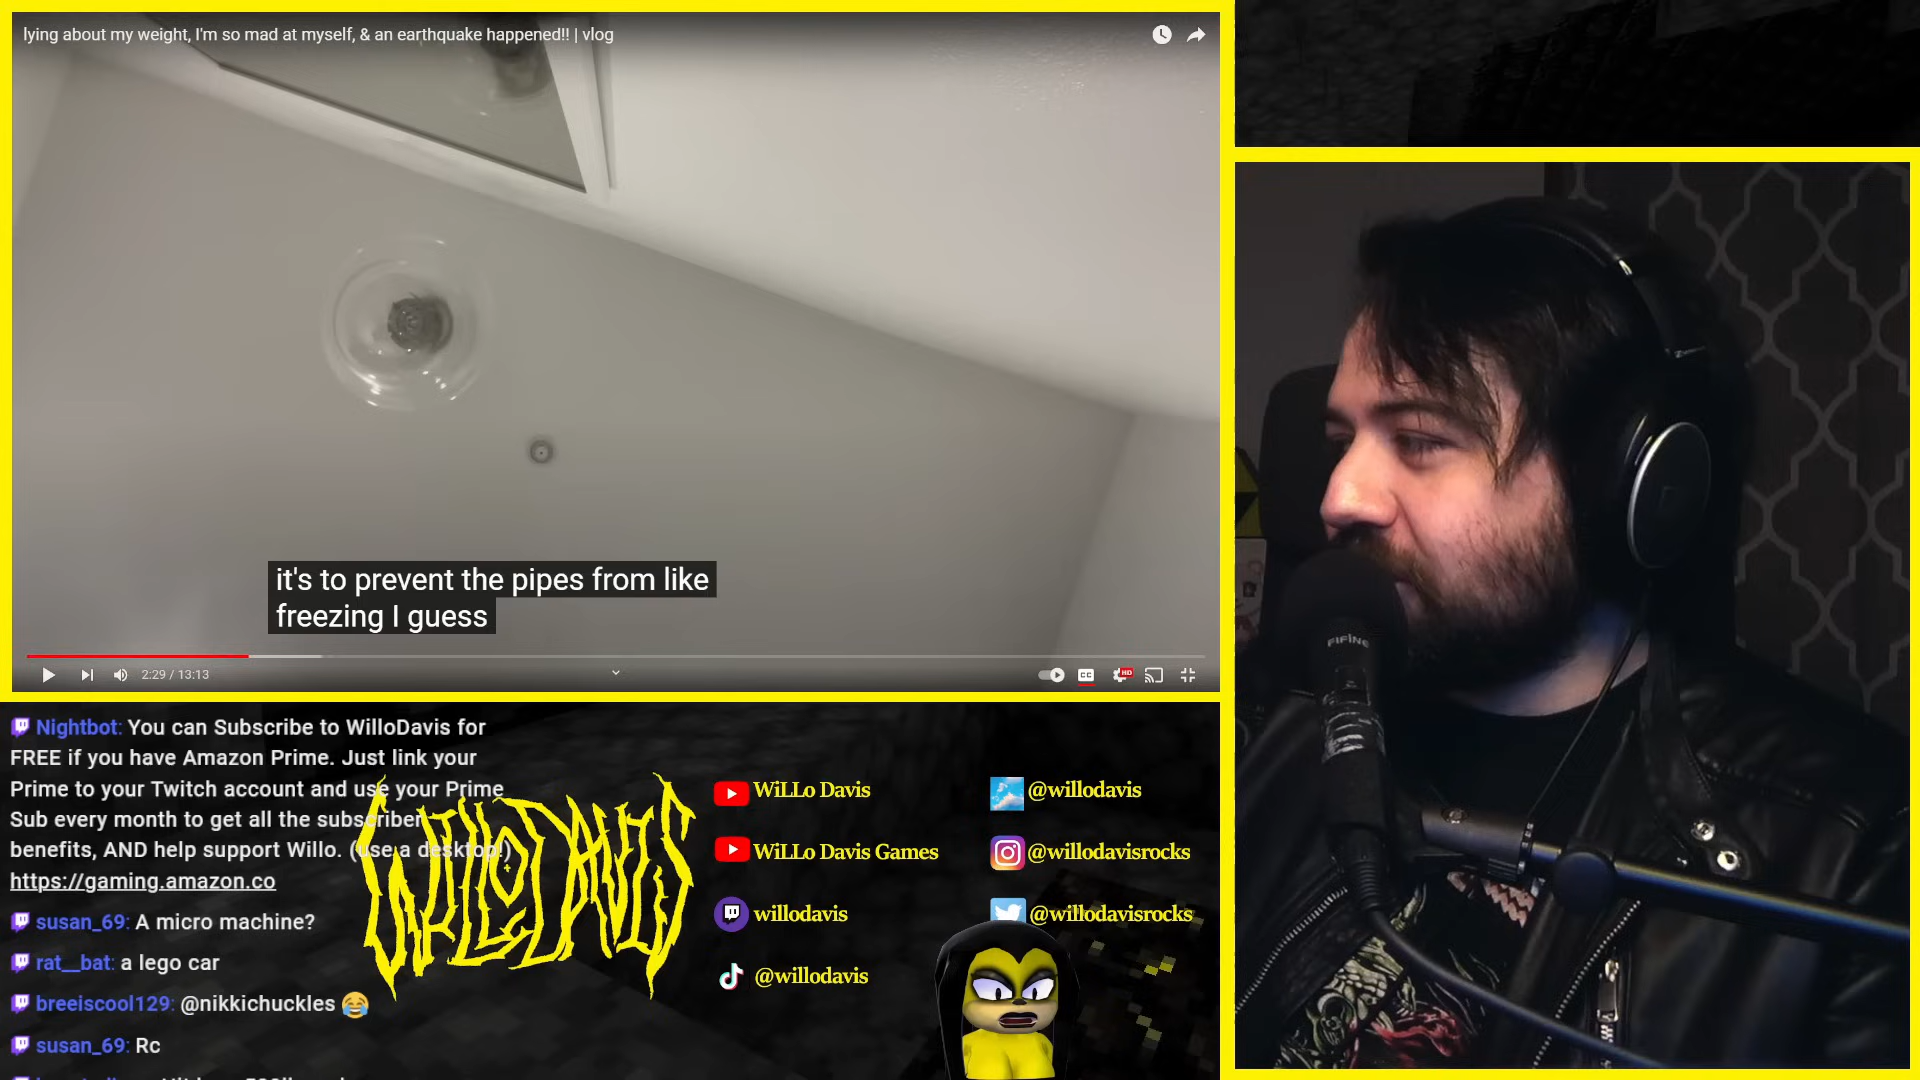 lying about my weight, I'm so mad at myself, & an earthquake happened!! | vlog
it's to prevent the pipes from like
freezing I guess
2:29 / 13:13
CC
HD
FIFINE
Nightbot: You can Subscribe to WilloDavis for
FREE if you have Amazon Prime. Just link your
Prime to your Twitch account and use your Prime
Sub every month to get all the subscriber
benefits, AND help support Willo. (use a desktop!)
https://gaming.amazon.co
susan_69: A micro machine?
rat__bat: a lego car
breeiscool129: @nikkichuckles 😂
susan_69: Rc
WILLODAVIS
WiLLo Davis
WiLLo Davis Games
willodavis
@willodavis
@willodavis
@willodavisrocks
@willodavisrocks